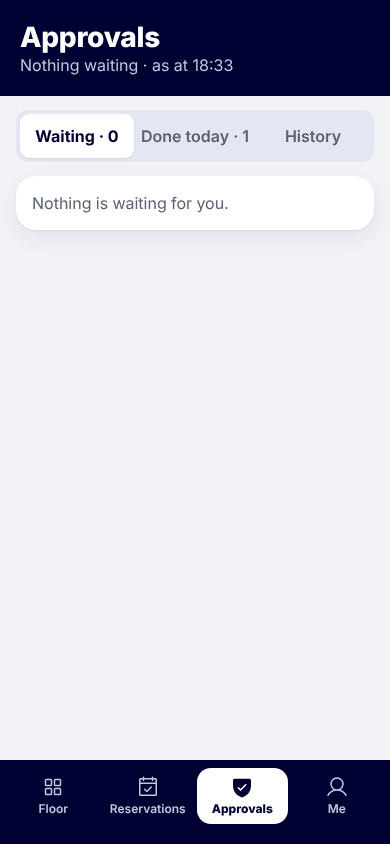 Approvals
Nothing waiting · as at 18:33
Waiting · 0
Done today · 1
History
Nothing is waiting for you.
Floor
Reservations
Approvals
Me